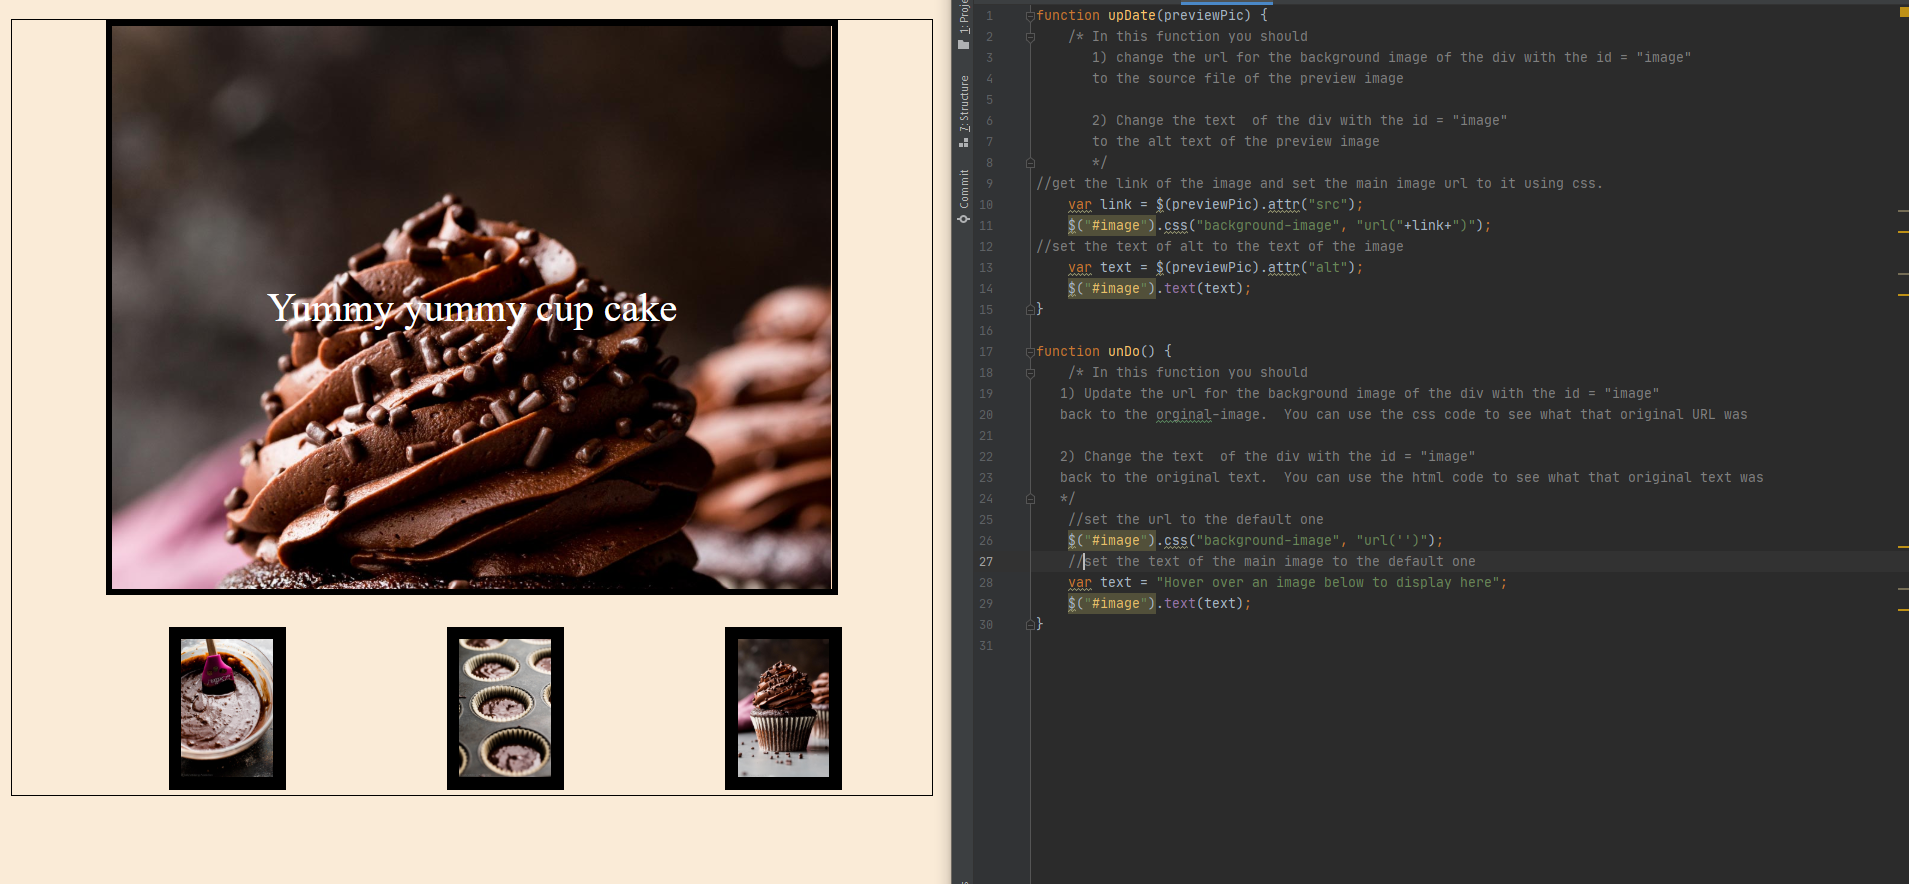 Yummy yummy cup cake
1: Proje
7: Structure
Commit
1 function upDate(previewPic) {
2 /* In this function you should
3 1) change the url for the background image of the div with the id = "image"
4 to the source file of the preview image
5
6 2) Change the text  of the div with the id = "image"
7 to the alt text of the preview image
8 */
9 //get the link of the image and set the main image url to it using css.
10 var link = $(previewPic).attr("src");
11 $("#image").css("background-image", "url("+link+")");
12 //set the text of alt to the text of the image
13 var text = $(previewPic).attr("alt");
14 $("#image").text(text);
15 }
16
17 function unDo() {
18 /* In this function you should
19 1) Update the url for the background image of the div with the id = "image"
20 back to the orginal-image.  You can use the css code to see what that original URL was
21
22 2) Change the text  of the div with the id = "image"
23 back to the original text.  You can use the html code to see what that original text was
24 */
25 //set the url to the default one
26 $("#image").css("background-image", "url('')");
27 //set the text of the main image to the default one
28 var text = "Hover over an image below to display here";
29 $("#image").text(text);
30 }
31